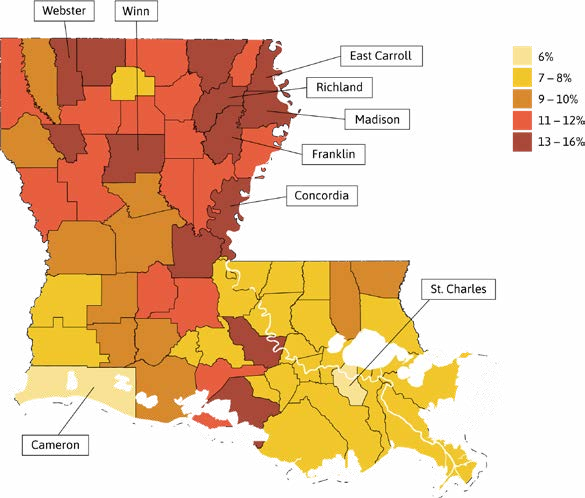 Webster
Winn
East Carroll
Richland
Madison
Franklin
Concordia
St. Charles
Cameron
6%
7 – 8%
9 – 10%
11 – 12%
13 – 16%